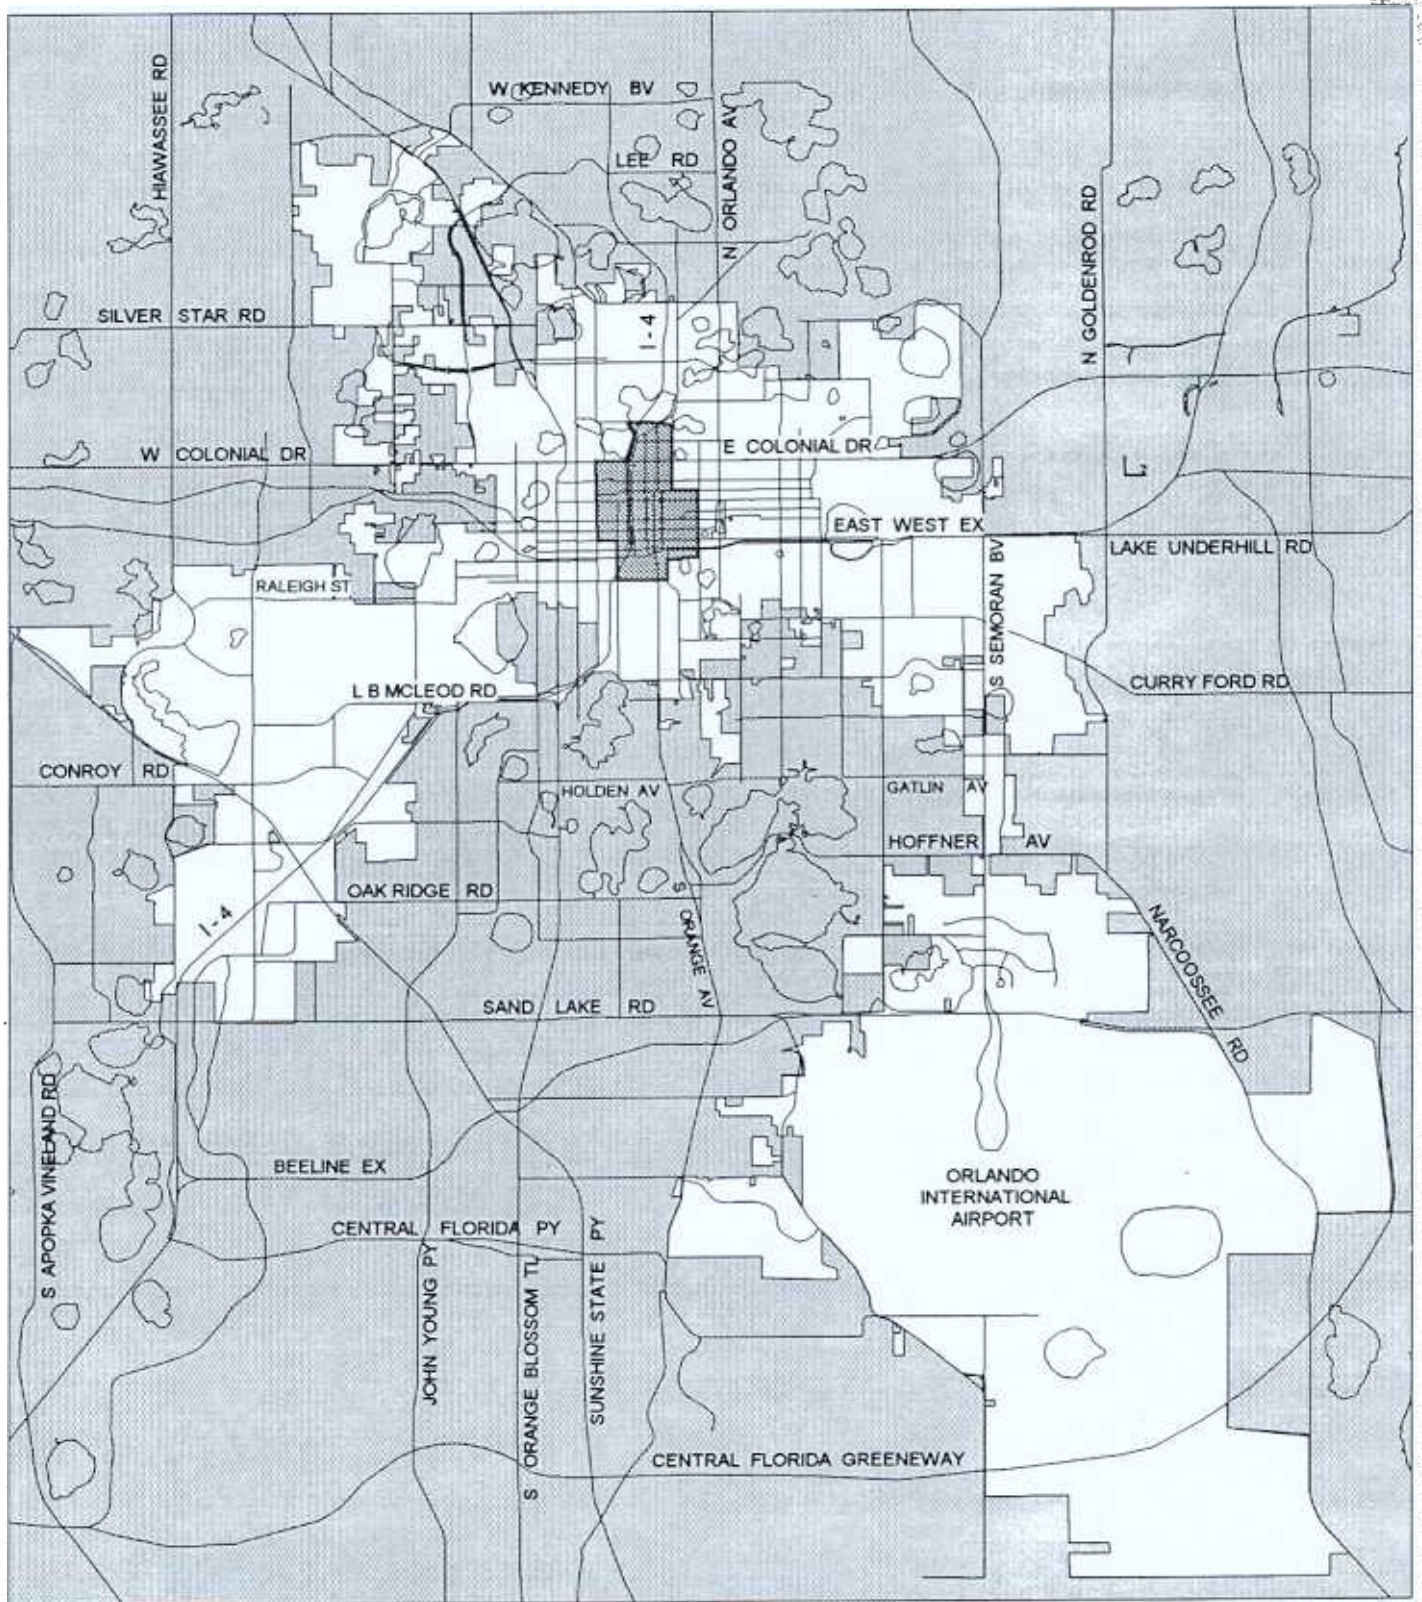 W KENNEDY BV
HIAWASSEE RD
N ORLANDO AV
LEE RD
N GOLDENROD RD
SILVER STAR RD
I-4
W COLONIAL DR
E COLONIAL DR
EAST WEST EX
LAKE UNDERHILL RD
RALEIGH ST
S SEMORAN BV
L B MCLEOD RD
CURRY FORD RD
CONROY RD
HOLDEN AV
GATLIN AV
HOFFNER AV
OAK RIDGE RD
I-4
S ORANGE AV
NARCOOSSEE RD
SAND LAKE RD
S APOPKA VINELAND RD
BEELINE EX
ORLANDO
INTERNATIONAL
AIRPORT
CENTRAL FLORIDA PY
JOHN YOUNG PY
S ORANGE BLOSSOM TL
SUNSHINE STATE PY
CENTRAL FLORIDA GREENEWAY